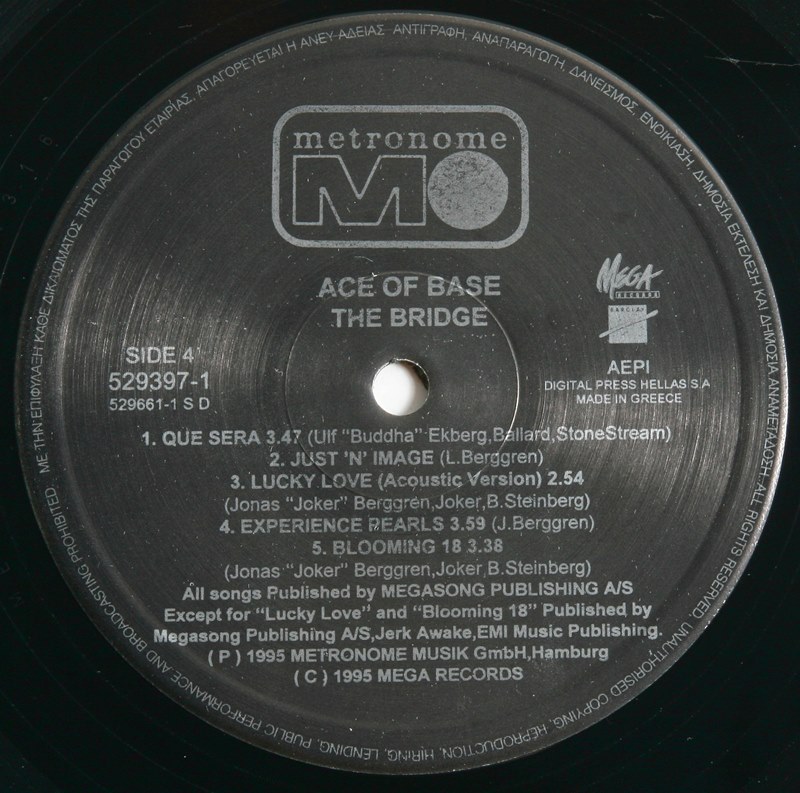 ΜΕ ΤΗΝ ΕΠΙΦΥΛΑΞΗ ΚΑΘΕ ΔΙΚΑΙΩΜΑΤΟΣ ΤΗΣ ΠΑΡΑΓΩΓΟΥ ΕΤΑΙΡΙΑΣ. ΑΠΑΓΟΡΕΥΕΤΑΙ Η ΑΝΕΥ ΑΔΕΙΑΣ ΑΝΤΙΓΡΑΦΗ, ΑΝΑΠΑΡΑΓΩΓΗ, ΔΑΝΕΙΣΜΟΣ, ΕΝΟΙΚΙΑΣΗ, ΔΗΜΟΣΙΑ ΕΚΤΕΛΕΣΗ ΚΑΙ ΔΗΜΟΣΙΑ ΑΝΑΜΕΤΑΔΟΣΗ. ALL RIGHTS RESERVED. UNAUTHORISED COPYING, REPRODUCTION, HIRING, LENDING, PUBLIC PERFORMANCE AND BROADCASTING PROHIBITED.
metronome
MO
ACE OF BASE
THE BRIDGE
MEGA
RECORDS
SIDE 4
529397-1
529661-1 S D
AEPI
DIGITAL PRESS HELLAS S.A
MADE IN GREECE
1. QUE SERA 3.47 (Ulf "Buddha" Ekberg,Ballard,StoneStream)
2. JUST 'N' IMAGE (L.Berggren)
3. LUCKY LOVE (Acoustic Version) 2.54
(Jonas "Joker" Berggren,Joker,B.Steinberg)
4. EXPERIENCE PEARLS 3.59 (J.Berggren)
5. BLOOMING 18 3.38
(Jonas "Joker" Berggren,Joker,B.Steinberg)
All songs Published by MEGASONG PUBLISHING A/S
Except for "Lucky Love" and "Blooming 18" Published by
Megasong Publishing A/S,Jerk Awake,EMI Music Publishing.
( P ) 1995 METRONOME MUSIK GmbH,Hamburg
( C ) 1995 MEGA RECORDS